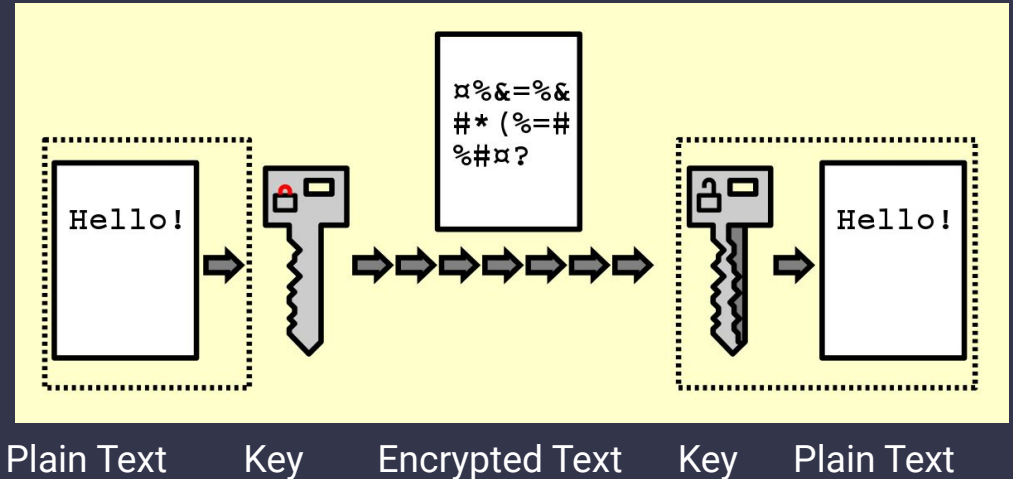 ¤%&=%&
#*(%=#
%#¤?
Hello!
Hello!
Plain Text Key Encrypted Text Key Plain Text